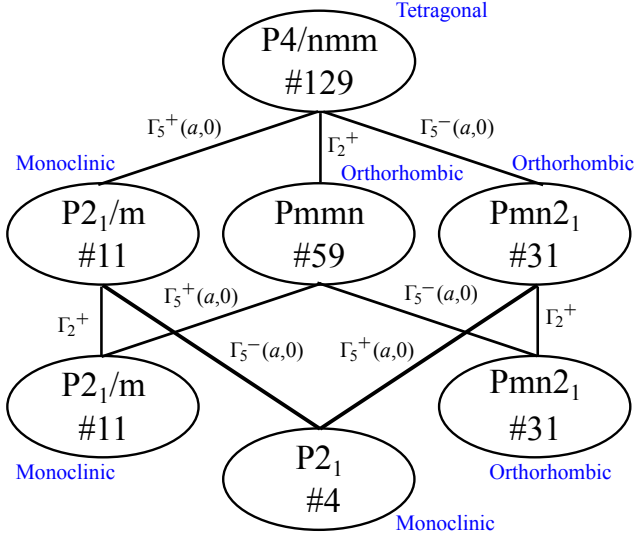 Tetragonal
P4/nmm
#129
Γ₅⁺(a,0)
Γ₂⁺
Γ₅⁻(a,0)
Monoclinic
Orthorhombic
Orthorhombic
P2₁/m
#11
Pmmn
#59
Pmn2₁
#31
Γ₂⁺
Γ₅⁺(a,0)
Γ₅⁻(a,0)
Γ₂⁺
Γ₅⁻(a,0)
Γ₅⁺(a,0)
P2₁/m
#11
Pmn2₁
#31
Monoclinic
P2₁
#4
Orthorhombic
Monoclinic